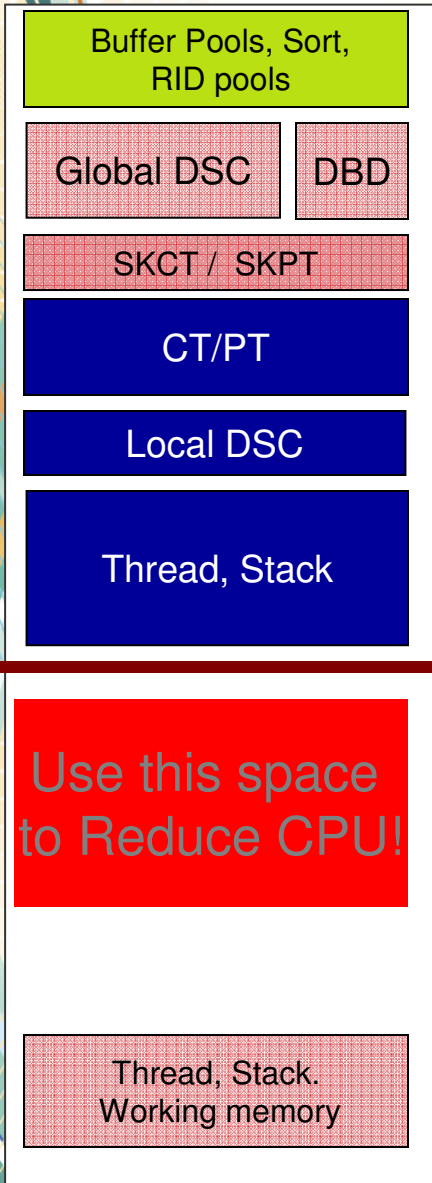 Buffer Pools, Sort,
RID pools
Global DSC
DBD
SKCT / SKPT
CT/PT
Local DSC
Thread, Stack
Use this space
to Reduce CPU!
Thread, Stack.
Working memory